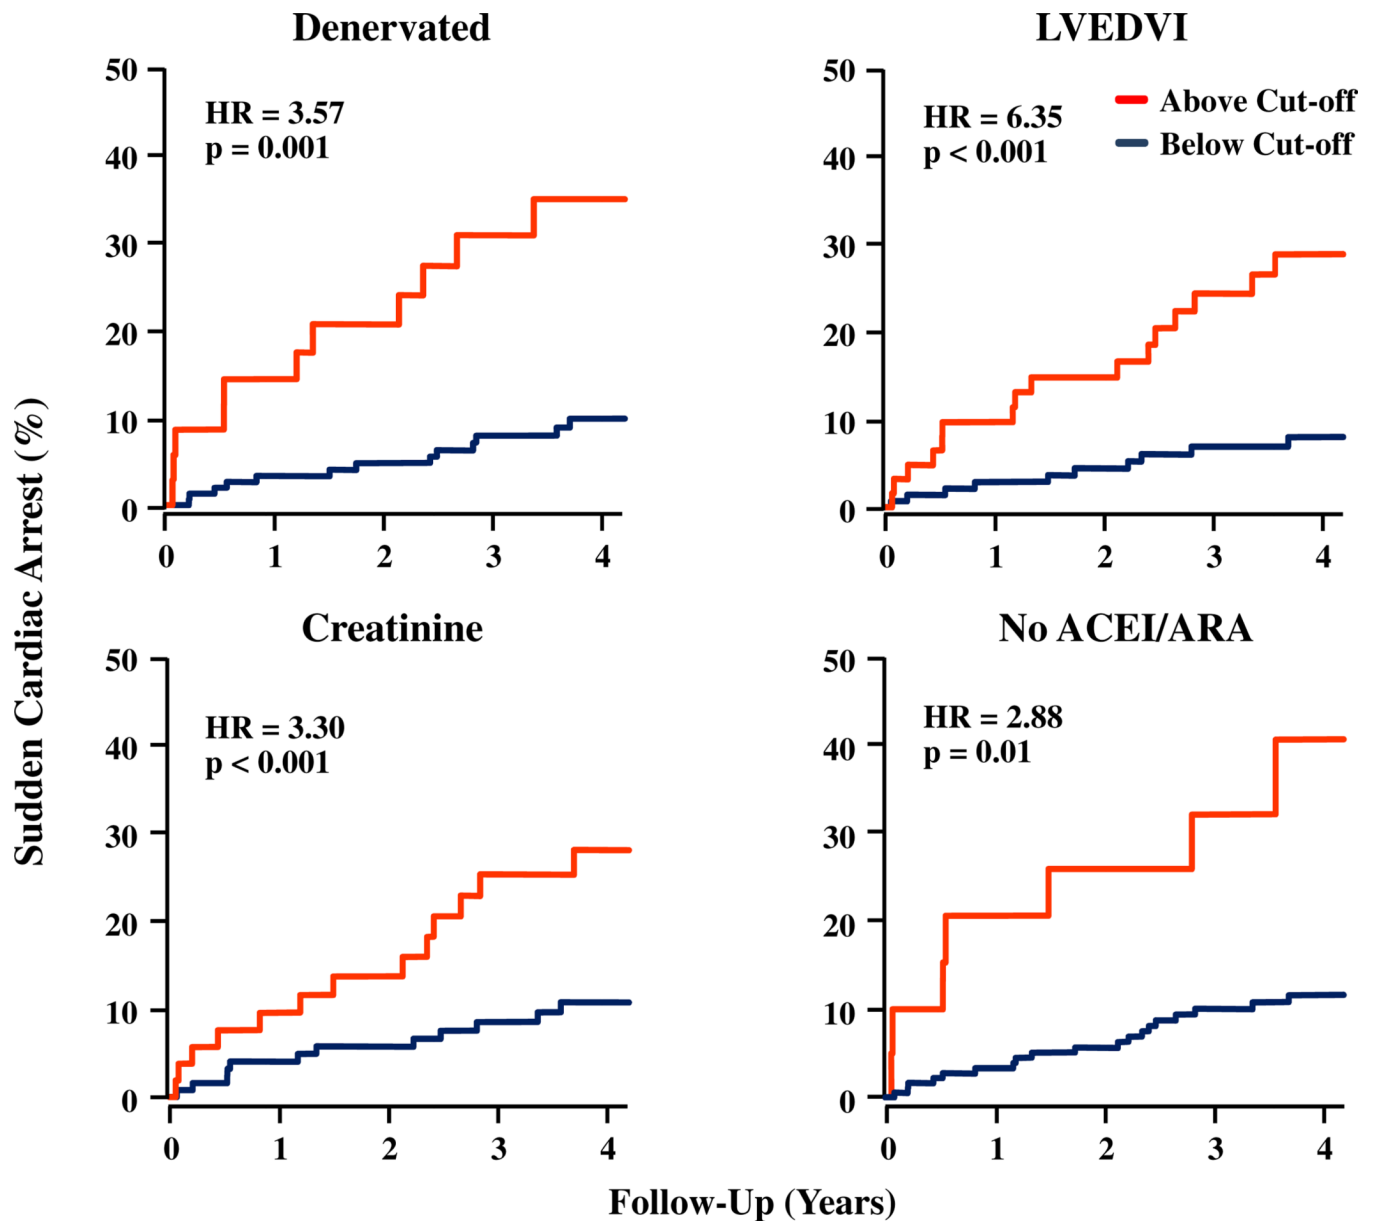 Denervated
HR = 3.57
p = 0.001
50
40
30
20
10
0
0 1 2 3 4
LVEDVI
HR = 6.35
p < 0.001
Above Cut-off
Below Cut-off
50
40
30
20
10
0
0 1 2 3 4
Sudden Cardiac Arrest (%)
Creatinine
HR = 3.30
p < 0.001
50
40
30
20
10
0
0 1 2 3 4
No ACEI/ARA
HR = 2.88
p = 0.01
50
40
30
20
10
0
0 1 2 3 4
Follow-Up (Years)